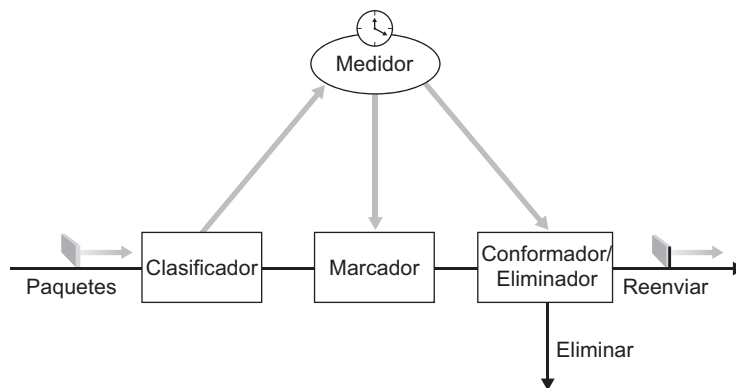 Medidor
Paquetes
Clasificador
Marcador
Conformador/
Eliminador
Reenviar
Eliminar